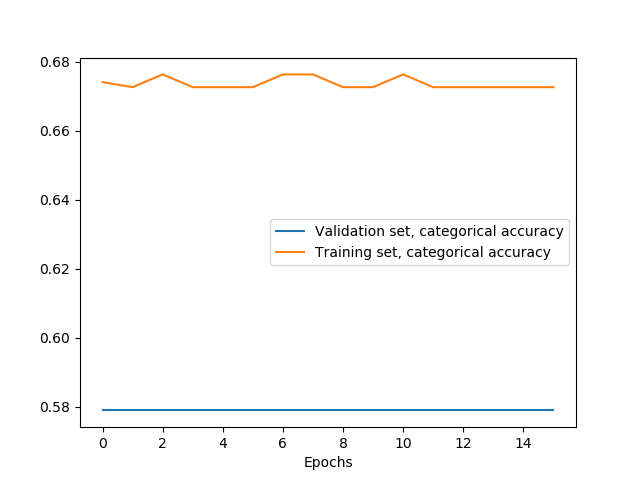 0.68
0.66
0.64
0.62
0.60
0.58
Validation set, categorical accuracy
Training set, categorical accuracy
0 2 4 6 8 10 12 14
Epochs